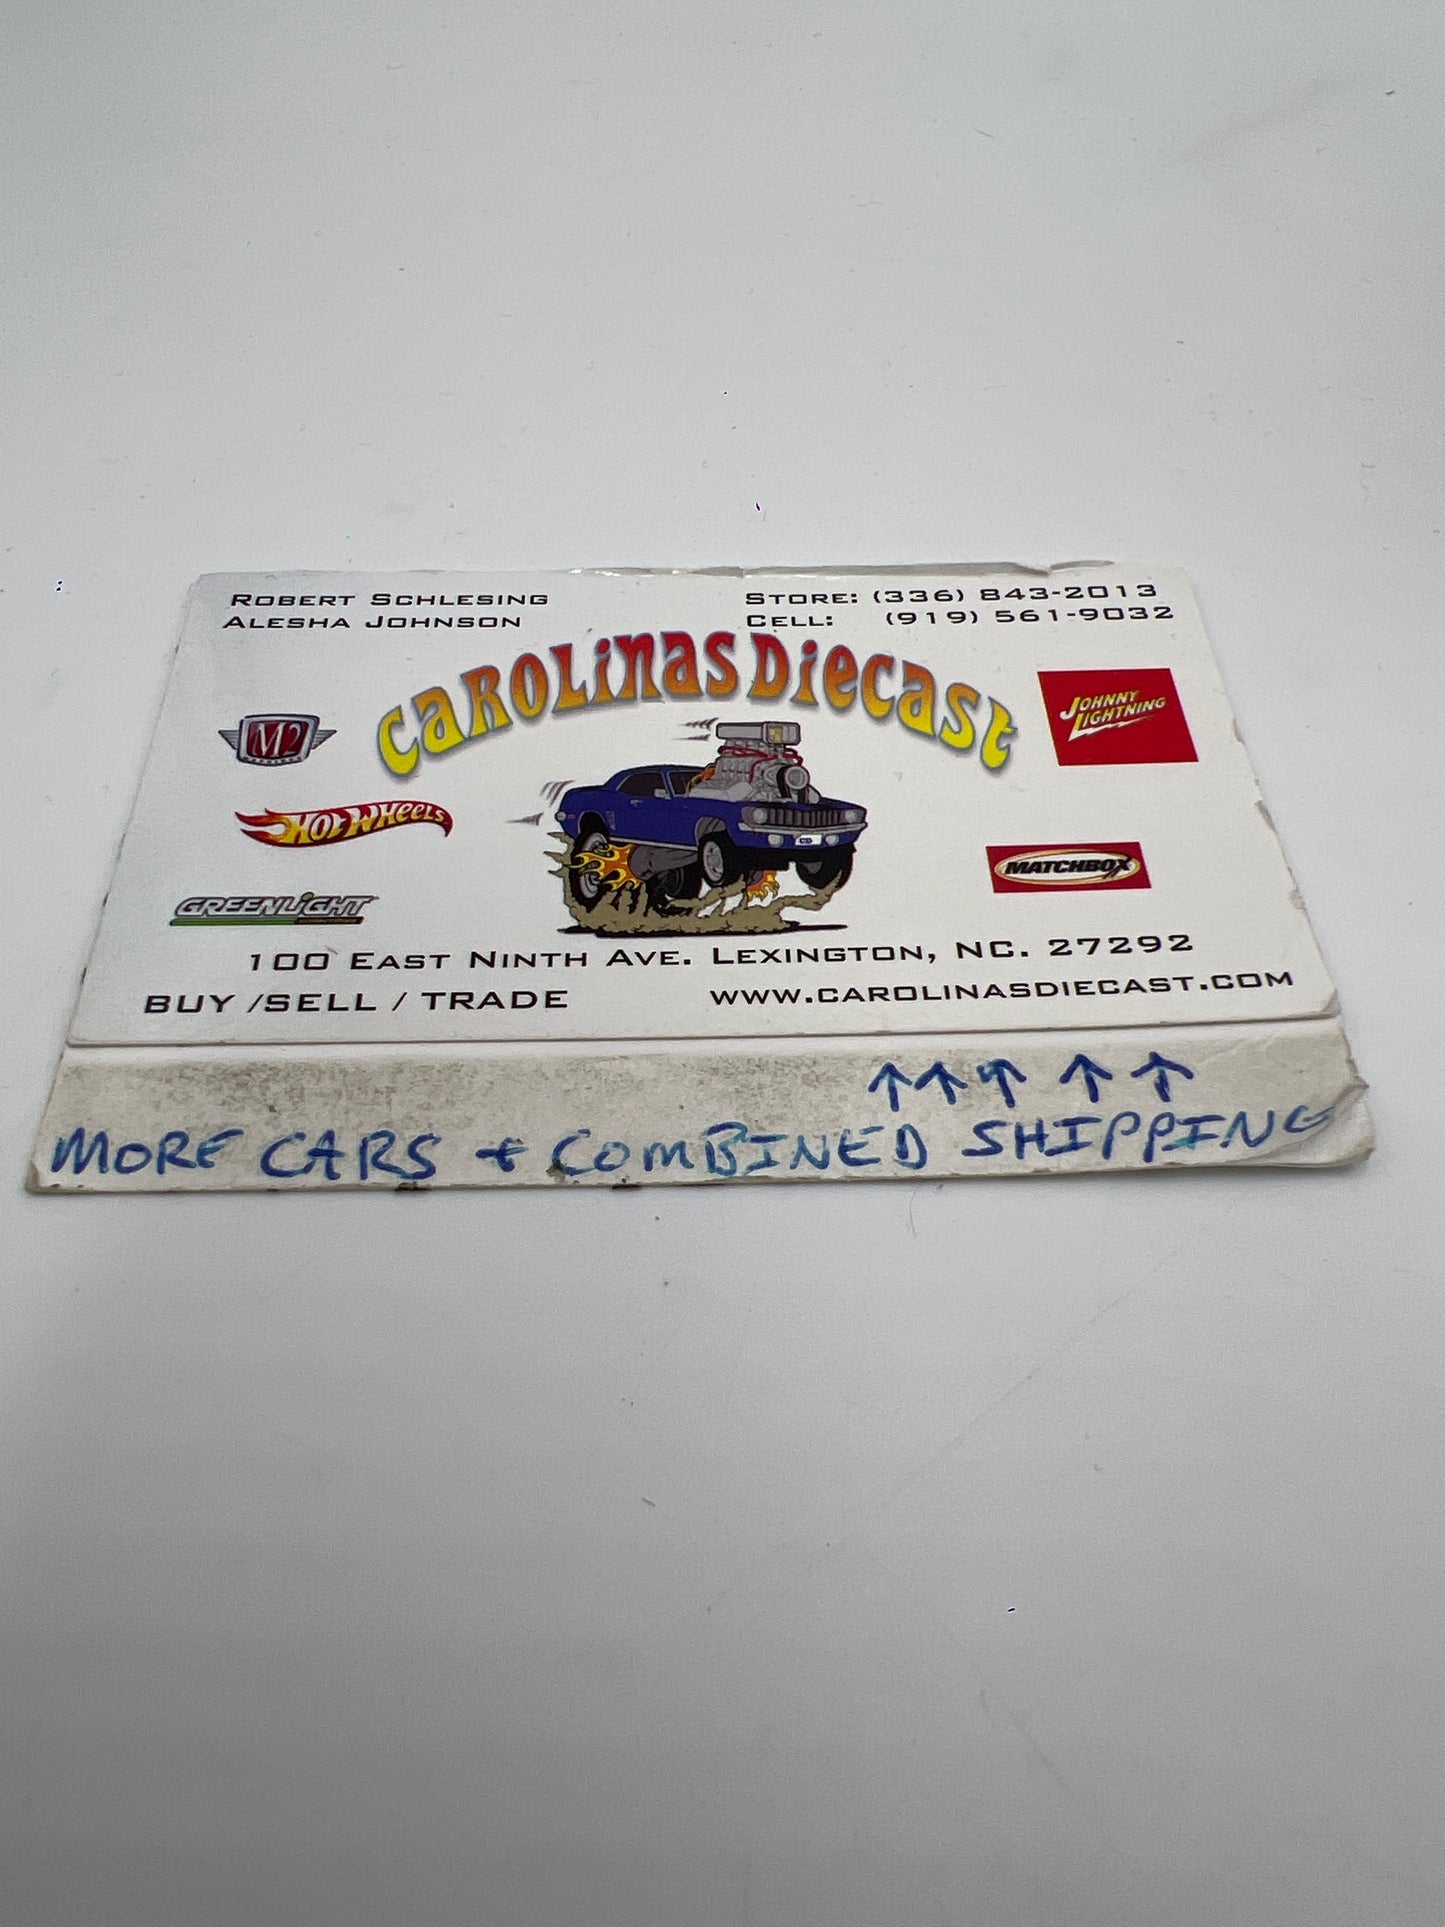 ROBERT SCHLESING
ALESHA JOHNSON
STORE: (336) 843-2013
CELL: (919) 561-9032
CAROLINAS DIECAST
M2
JOHNNY
LIGHTNING
HOT WHEELS
MATCHBOX
GREENLIGHT
100 EAST NINTH AVE. LEXINGTON, NC. 27292
BUY /SELL / TRADE
WWW.CAROLINASDIECAST.COM
↑↑↑↑↑
MORE CARS + COMBINED SHIPPING